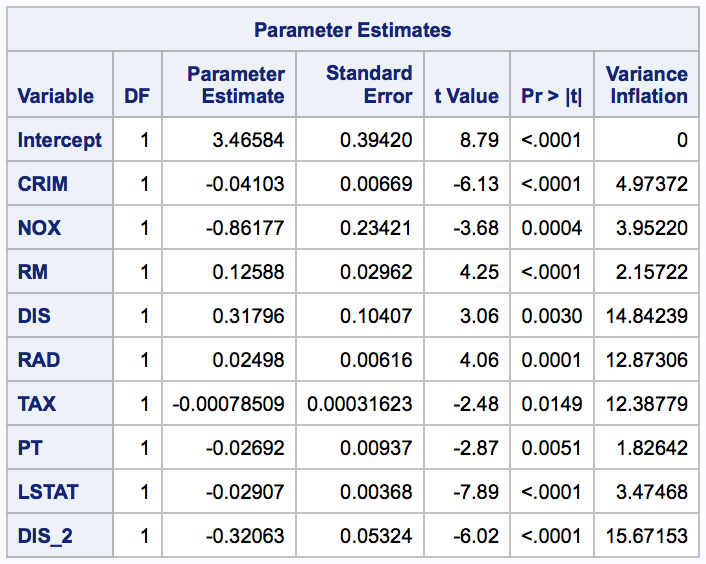 Parameter Estimates
Variable DF Parameter Estimate Standard Error t Value Pr > |t| Variance Inflation
Intercept 1 3.46584 0.39420 8.79 <.0001 0
CRIM 1 -0.04103 0.00669 -6.13 <.0001 4.97372
NOX 1 -0.86177 0.23421 -3.68 0.0004 3.95220
RM 1 0.12588 0.02962 4.25 <.0001 2.15722
DIS 1 0.31796 0.10407 3.06 0.0030 14.84239
RAD 1 0.02498 0.00616 4.06 0.0001 12.87306
TAX 1 -0.00078509 0.00031623 -2.48 0.0149 12.38779
PT 1 -0.02692 0.00937 -2.87 0.0051 1.82642
LSTAT 1 -0.02907 0.00368 -7.89 <.0001 3.47468
DIS_2 1 -0.32063 0.05324 -6.02 <.0001 15.67153